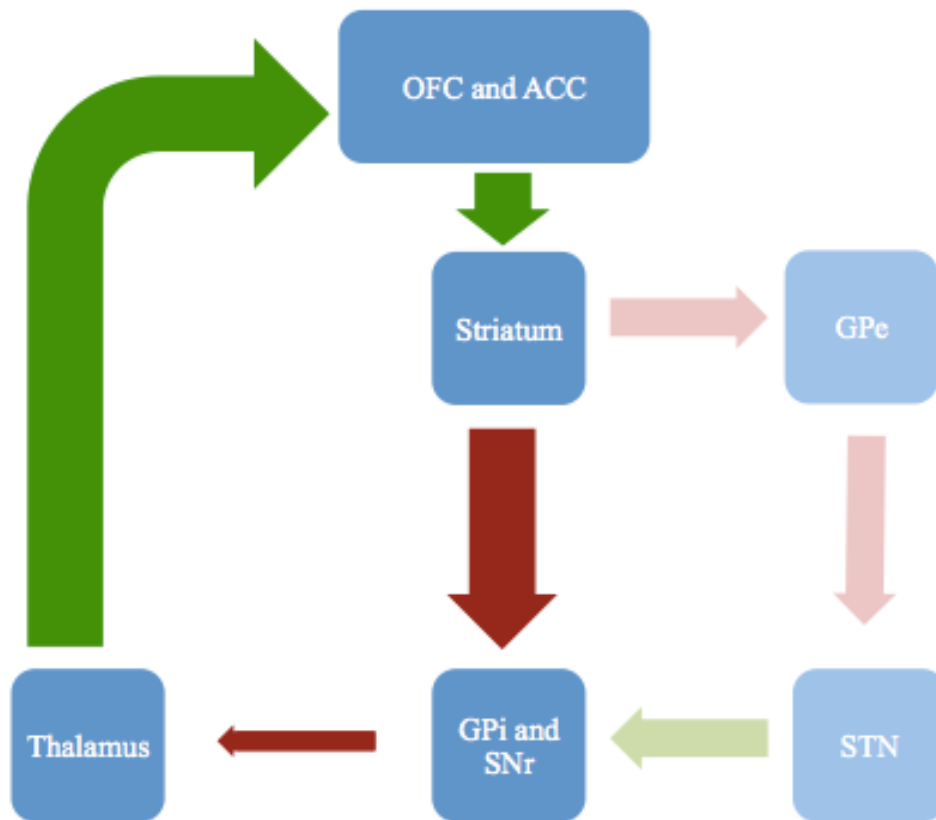 OFC and ACC
Striatum
GPe
Thalamus
GPi and
SNr
STN